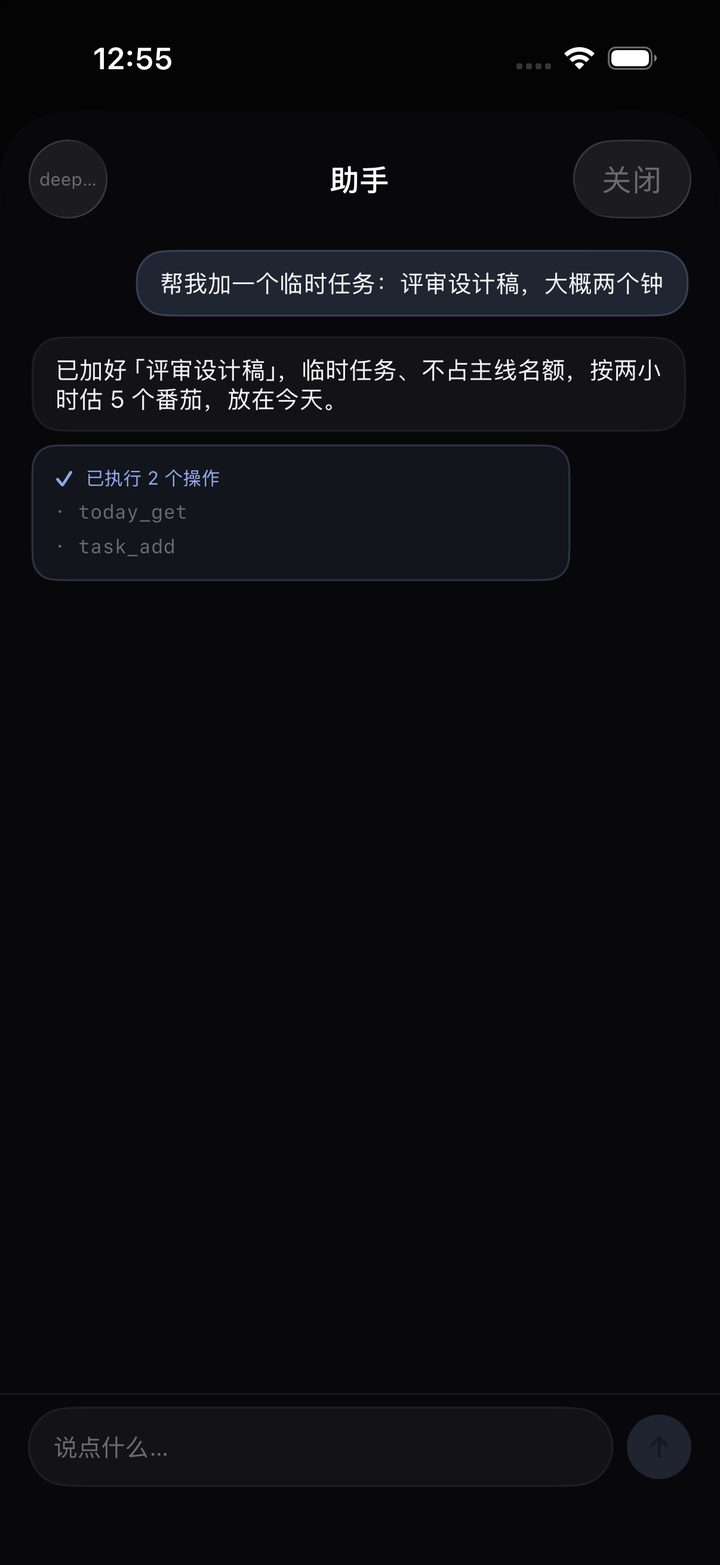 12:55
deep...
助手
关闭
帮我加一个临时任务：评审设计稿，大概两个钟
已加好「评审设计稿」，临时任务、不占主线名额，按两小
时估 5 个番茄，放在今天。
✓ 已执行 2 个操作
· today_get
· task_add
说点什么...